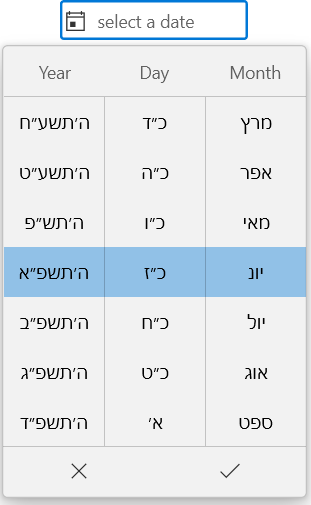 select a date
Year Day Month
ה׳תשע״ח כ״ד מרץ
ה׳תשע״ט כ״ה אפר
ה׳תש״פ כ״ו מאי
ה׳תשפ״א כ״ז יונ
ה׳תשפ״ב כ״ח יול
ה׳תשפ״ג כ״ט אוג
ה׳תשפ״ד א׳ ספט